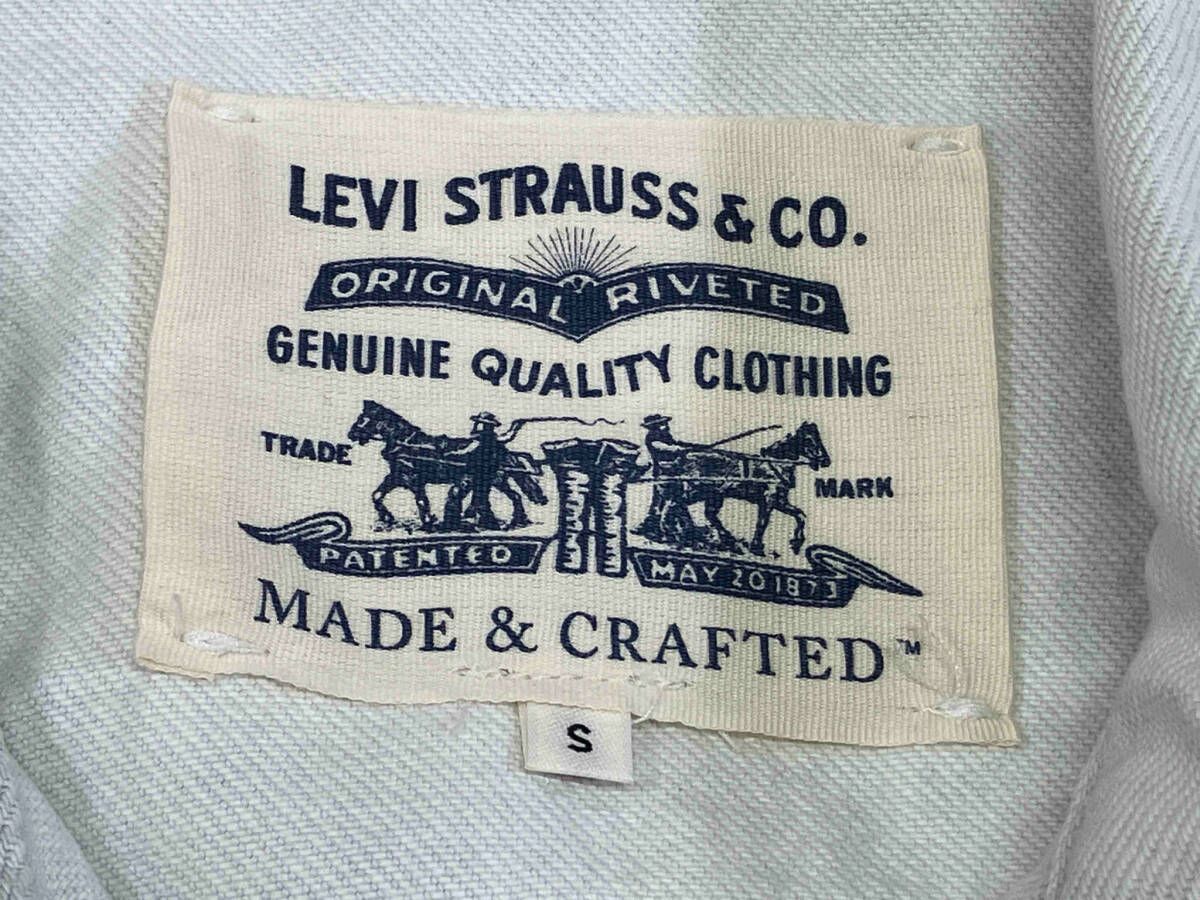 LEVI STRAUSS & CO.
ORIGINAL RIVETED
GENUINE QUALITY CLOTHING
TRADE MARK
PATENTED MAY 20 1873
MADE & CRAFTED™
S